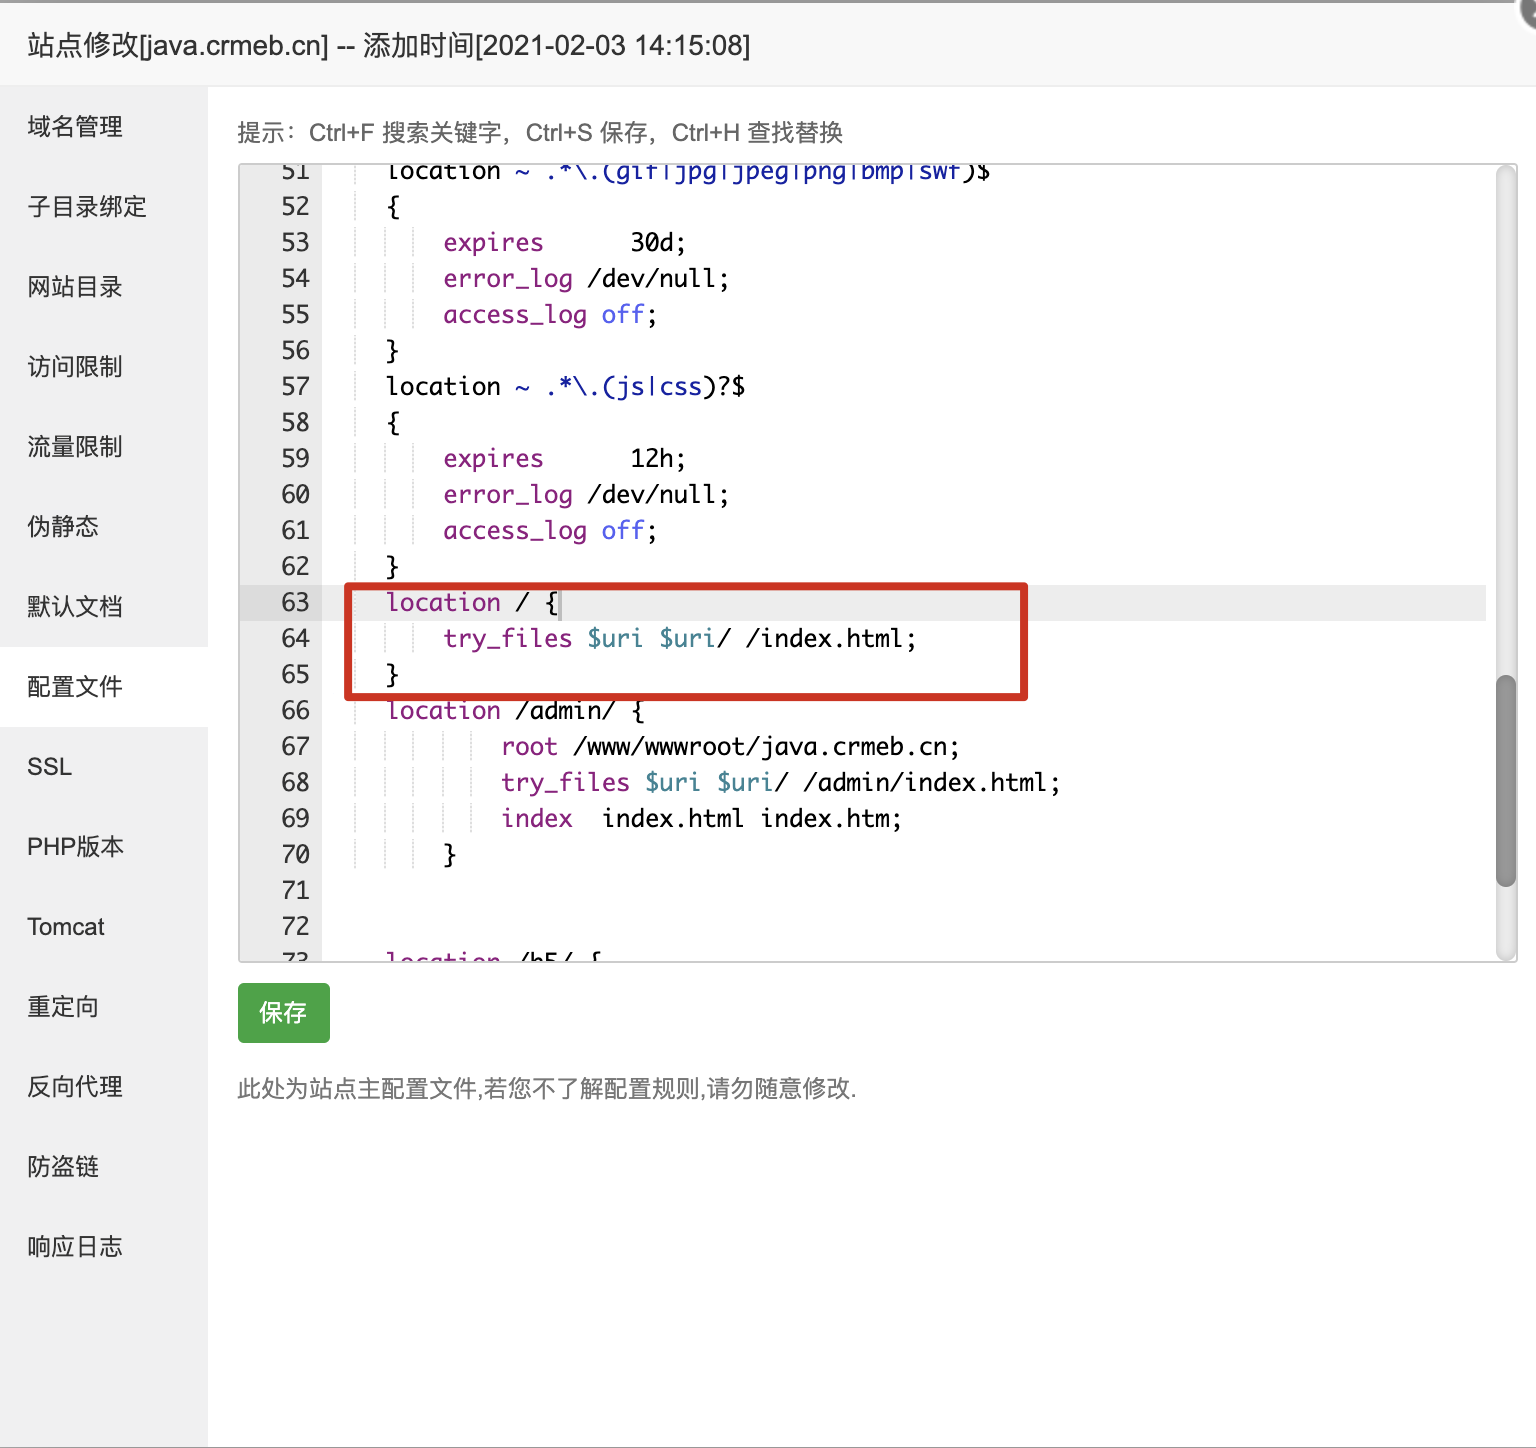 站点修改[java.crmeb.cn] -- 添加时间[2021-02-03 14:15:08]
域名管理
子目录绑定
网站目录
访问限制
流量限制
伪静态
默认文档
配置文件
SSL
PHP版本
Tomcat
重定向
反向代理
防盗链
响应日志
提示：Ctrl+F 搜索关键字，Ctrl+S 保存，Ctrl+H 查找替换
51 location ~ .*\.(gif|jpg|jpeg|png|bmp|swf)$
52 {
53 expires      30d;
54 error_log /dev/null;
55 access_log off;
56 }
57 location ~ .*\.(js|css)?$
58 {
59 expires      12h;
60 error_log /dev/null;
61 access_log off;
62 }
63 location / {
64 try_files $uri $uri/ /index.html;
65 }
66 location /admin/ {
67 root /www/wwwroot/java.crmeb.cn;
68 try_files $uri $uri/ /admin/index.html;
69 index  index.html index.htm;
70 }
71
72
73 location /h5/ {
保存
此处为站点主配置文件,若您不了解配置规则,请勿随意修改.